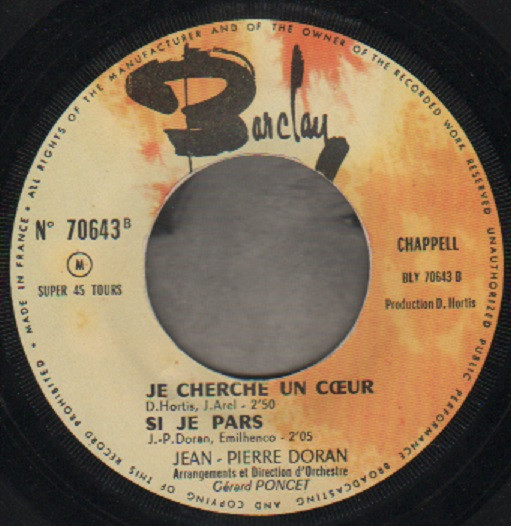 ALL RIGHTS OF THE MANUFACTURER AND OF THE OWNER OF THE RECORDED WORK RESERVED UNAUTHORIZED PUBLIC PERFORMANCE BROADCASTING AND COPYING OF THIS RECORD PROHIBITED • MADE IN FRANCE •
Barclay
N° 70643 B
M
SUPER 45 TOURS
CHAPPELL
BLY 70643 B
Production D. Hortis
JE CHERCHE UN CŒUR
D. Hortis, J. Arel - 2'50
SI JE PARS
J.-P. Doran, Emilhenco - 2'05
JEAN - PIERRE DORAN
Arrangements et Direction d'Orchestre
Gérard PONCET